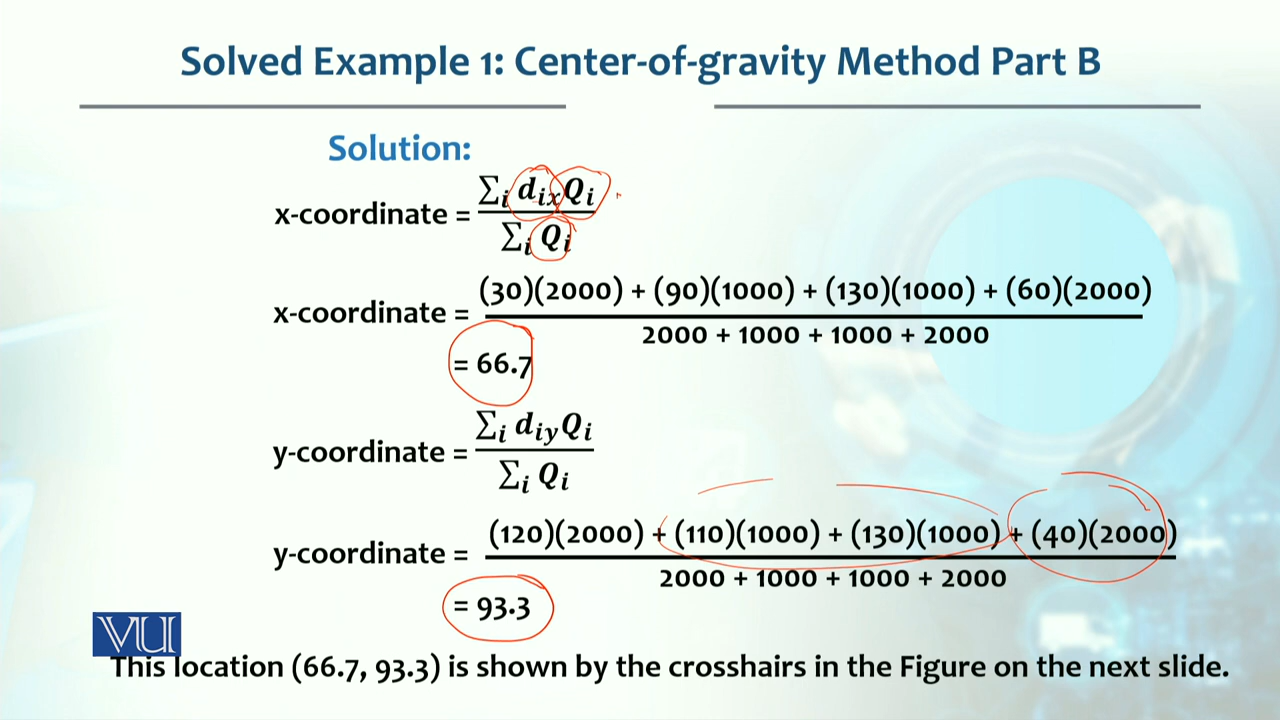 Solved Example 1: Center-of-gravity Method Part B
Solution:
x-coordinate = ∑ᵢ dᵢₓQᵢ / ∑ᵢ Qᵢ
x-coordinate = (30)(2000) + (90)(1000) + (130)(1000) + (60)(2000) / 2000 + 1000 + 1000 + 2000
= 66.7
y-coordinate = ∑ᵢ d_{iy}Qᵢ / ∑ᵢ Qᵢ
y-coordinate = (120)(2000) + (110)(1000) + (130)(1000) + (40)(2000) / 2000 + 1000 + 1000 + 2000
= 93.3
VU
This location (66.7, 93.3) is shown by the crosshairs in the Figure on the next slide.